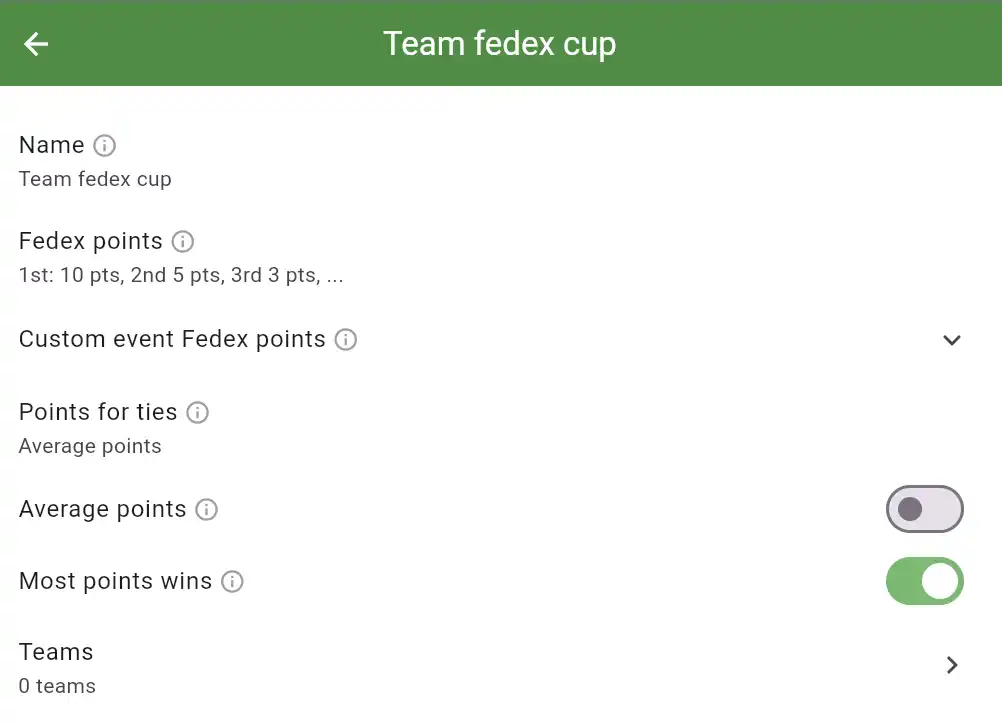 Team fedex cup
Name
Team fedex cup
Fedex points
1st: 10 pts, 2nd 5 pts, 3rd 3 pts, ...
Custom event Fedex points
Points for ties
Average points
Average points
Most points wins
Teams
0 teams